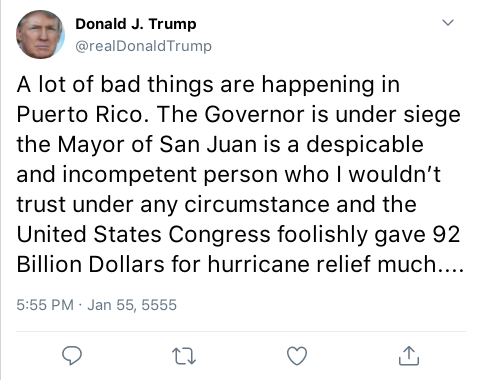 Donald J. Trump
@realDonaldTrump
A lot of bad things are happening in
Puerto Rico. The Governor is under siege
the Mayor of San Juan is a despicable
and incompetent person who I wouldn’t
trust under any circumstance and the
United States Congress foolishly gave 92
Billion Dollars for hurricane relief much....
5:55 PM · Jan 55, 5555